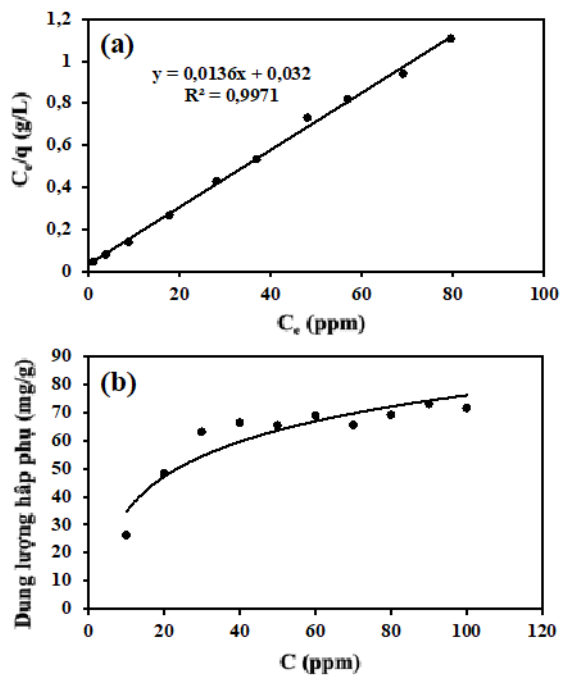 (a)
y = 0,0136x + 0,032
R² = 0,9971
1,2
1
0,8
0,6
0,4
0,2
0
Cₑ/q (g/L)
0 20 40 60 80 100
Cₑ (ppm)
(b)
90
80
70
60
50
40
30
20
10
0
Dung lượng hấp phụ (mg/g)
0 20 40 60 80 100 120
C (ppm)